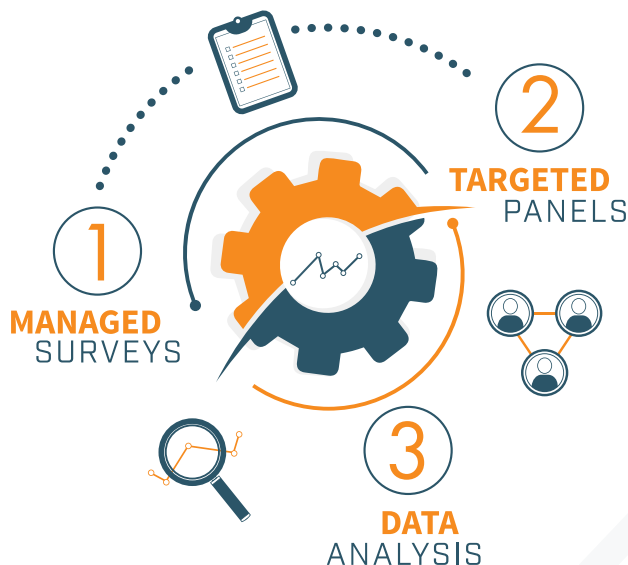 1
MANAGED
SURVEYS
2
TARGETED
PANELS
3
DATA
ANALYSIS